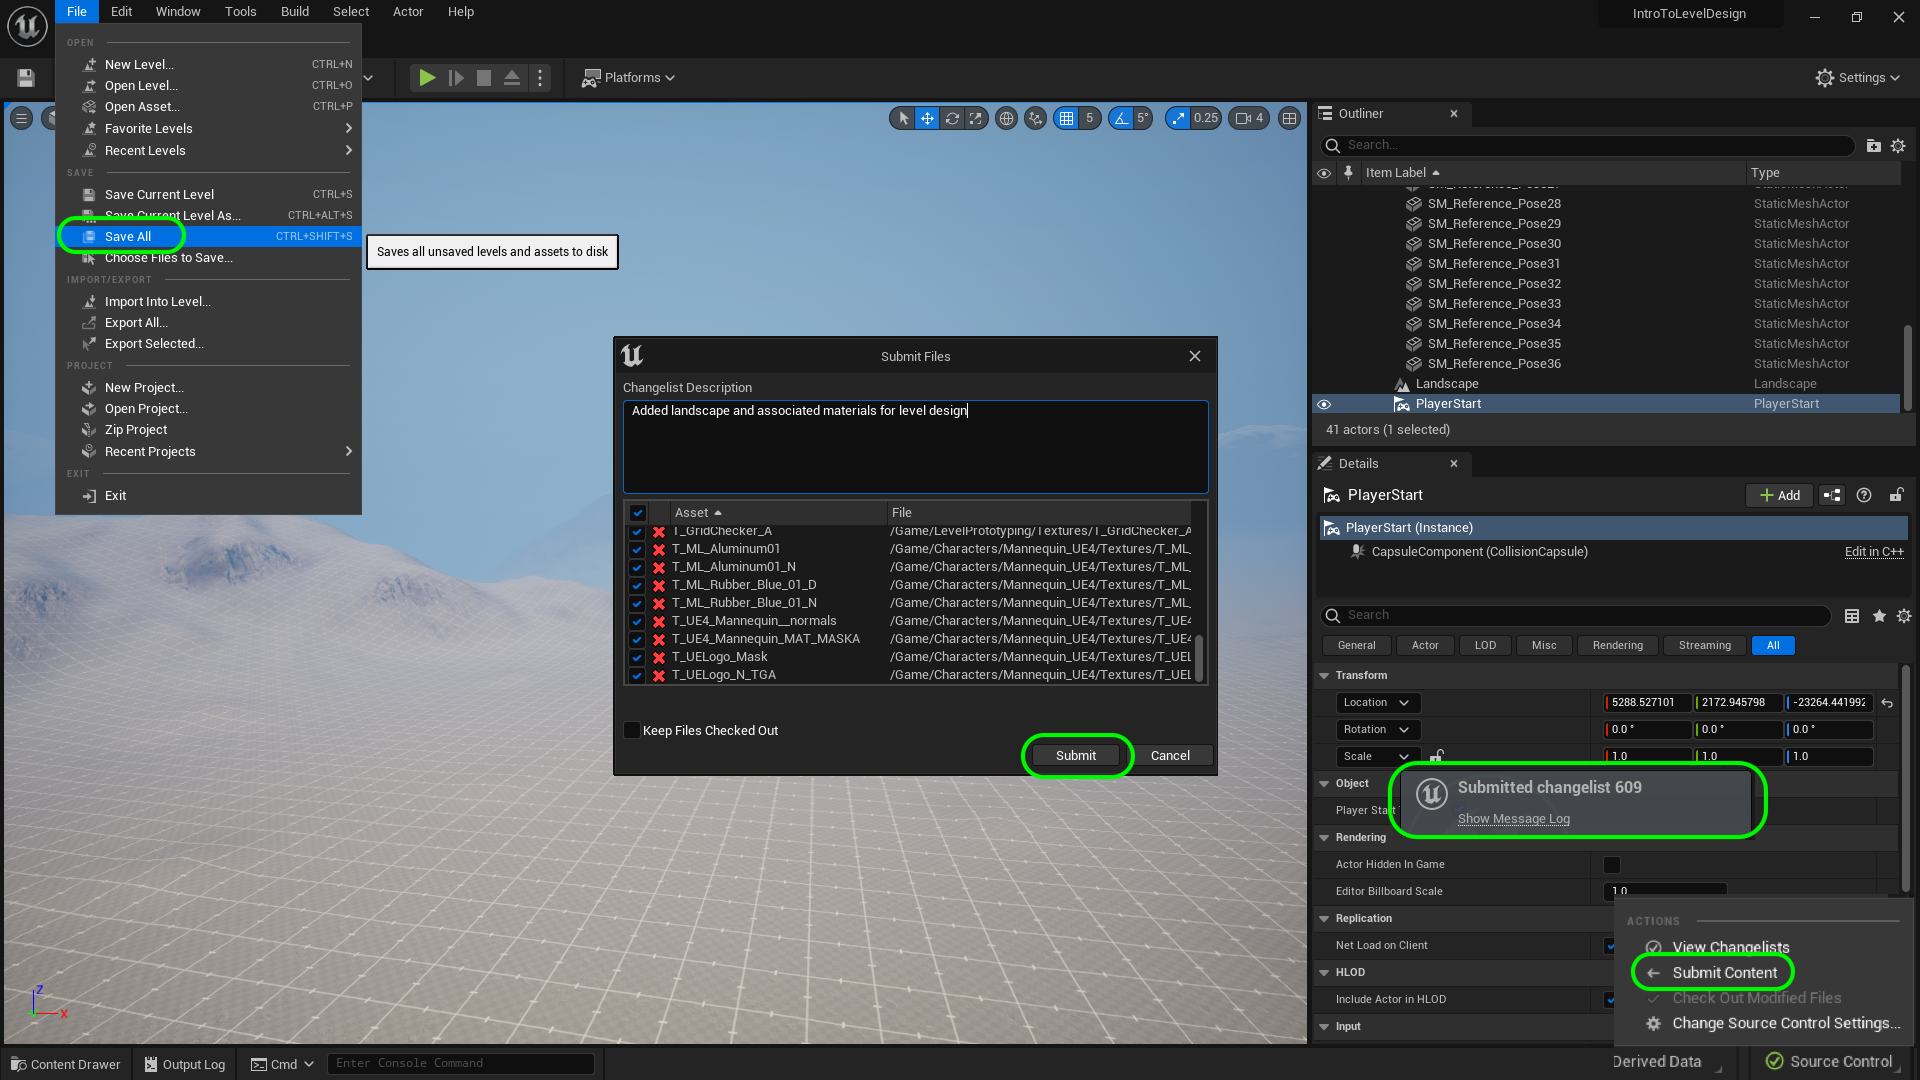 File Edit Window Tools Build Select Actor Help
IntroToLevelDesign
OPEN
New Level... CTRL+N
Open Level... CTRL+O
Open Asset... CTRL+P
Favorite Levels
Recent Levels
SAVE
Save Current Level CTRL+S
Save Current Level As... CTRL+ALT+S
Save All CTRL+SHIFT+S
Choose Files to Save...
IMPORT/EXPORT
Import Into Level...
Export All...
Export Selected...
PROJECT
New Project...
Open Project...
Zip Project
Recent Projects
EXIT
Exit
Saves all unsaved levels and assets to disk
Platforms
Settings
5 5° 0.25 4
Submit Files
Changelist Description
Added landscape and associated materials for level design
Asset File
T_GridChecker_A /Game/LevelPrototyping/Textures/T_GridChecker_A
T_ML_Aluminum01 /Game/Characters/Mannequin_UE4/Textures/T_ML_
T_ML_Aluminum01_N /Game/Characters/Mannequin_UE4/Textures/T_ML_
T_ML_Rubber_Blue_01_D /Game/Characters/Mannequin_UE4/Textures/T_ML_
T_ML_Rubber_Blue_01_N /Game/Characters/Mannequin_UE4/Textures/T_ML_
T_UE4_Mannequin__normals /Game/Characters/Mannequin_UE4/Textures/T_UE4
T_UE4_Mannequin_MAT_MASKA /Game/Characters/Mannequin_UE4/Textures/T_UE4
T_UELogo_Mask /Game/Characters/Mannequin_UE4/Textures/T_UEL
T_UELogo_N_TGA /Game/Characters/Mannequin_UE4/Textures/T_UEL
Keep Files Checked Out
Submit Cancel
Z
X
Outliner
Search...
Item Label Type
SM_Reference_Pose28 StaticMeshActor
SM_Reference_Pose29 StaticMeshActor
SM_Reference_Pose30 StaticMeshActor
SM_Reference_Pose31 StaticMeshActor
SM_Reference_Pose32 StaticMeshActor
SM_Reference_Pose33 StaticMeshActor
SM_Reference_Pose34 StaticMeshActor
SM_Reference_Pose35 StaticMeshActor
SM_Reference_Pose36 StaticMeshActor
Landscape Landscape
PlayerStart PlayerStart
41 actors (1 selected)
Details
PlayerStart Add
PlayerStart (Instance)
CapsuleComponent (CollisionCapsule) Edit in C++
Search
General Actor LOD Misc Rendering Streaming All
Transform
Location 5288.527101 2172.945798 -23264.441992
Rotation 0.0 ° 0.0 ° 0.0 °
Scale 1.0 1.0 1.0
Object
Player Start
Submitted changelist 609
Show Message Log
Rendering
Actor Hidden In Game
Editor Billboard Scale 1.0
Replication
Net Load on Client
HLOD
Include Actor in HLOD
Input
ACTIONS
View Changelists
Submit Content
Check Out Modified Files
Change Source Control Settings...
Content Drawer Output Log Cmd Enter Console Command Derived Data Source Control